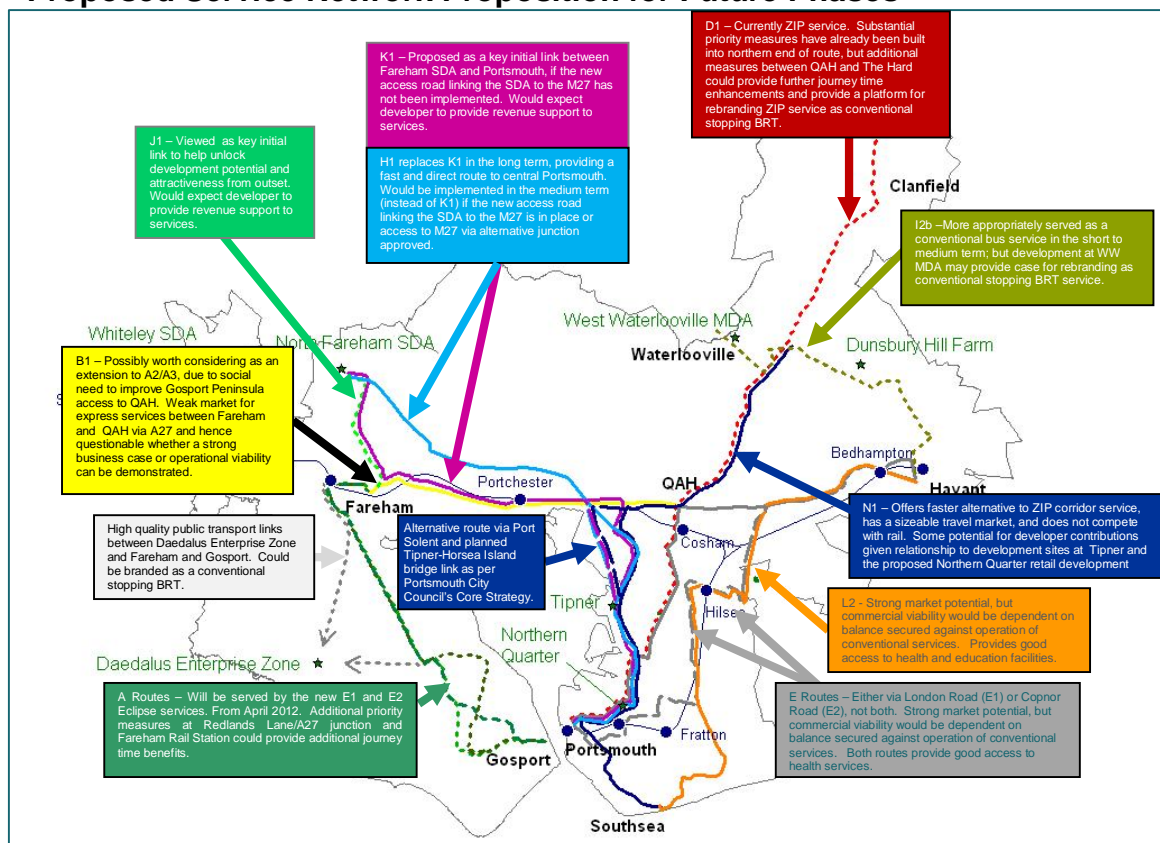 Proposed Service Network Proposition for Future Phases
D1 – Currently ZIP service. Substantial
priority measures have already been built
into northern end of route, but additional
measures between QAH and The Hard
could provide further journey time
enhancements and provide a platform for
rebranding ZIP service as conventional
stopping BRT.
K1 – Proposed as a key initial link between
Fareham SDA and Portsmouth, if the new
access road linking the SDA to the M27 has
not been implemented. Would expect
developer to provide revenue support to
services.
J1 – Viewed as key initial
link to help unlock
development potential and
attractiveness from outset.
Would expect developer to
provide revenue support to
services.
H1 replaces K1 in the long term, providing a
fast and direct route to central Portsmouth.
Would be implemented in the medium term
(instead of K1) if the new access road
linking the SDA to the M27 is in place or
access to M27 via alternative junction
approved.
Clanfield
I2b –More appropriately served as a
conventional bus service in the short to
medium term; but development at WW
MDA may provide case for rebranding as
conventional stopping BRT service.
Whiteley SDA
North Fareham SDA
West Waterlooville MDA
Waterlooville
Dunsbury Hill Farm
B1 – Possibly worth considering as an
extension to A2/A3, due to social
need to improve Gosport Peninsula
access to QAH. Weak market for
express services between Fareham
and QAH via A27 and hence
questionable whether a strong
business case or operational viability
can be demonstrated.
Bedhampton
Portchester
QAH
Havant
Fareham
Cosham
High quality public transport links
between Daedalus Enterprise Zone
and Fareham and Gosport. Could
be branded as a conventional
stopping BRT.
Alternative route via Port
Solent and planned
Tipner-Horsea Island
bridge link as per
Portsmouth City
Council's Core Strategy.
N1 – Offers faster alternative to ZIP corridor service,
has a sizeable travel market, and does not compete
with rail. Some potential for developer contributions
given relationship to development sites at Tipner and
the proposed Northern Quarter retail development
Tipner
Hilsea
L2 - Strong market potential, but
commercial viability would be dependent on
balance secured against operation of
conventional services. Provides good
access to health and education facilities.
Northern
Quarter
Daedalus Enterprise Zone
A Routes – Will be served by the new E1 and E2
Eclipse services. From April 2012. Additional priority
measures at Redlands Lane/A27 junction and
Fareham Rail Station could provide additional journey
time benefits.
E Routes – Either via London Road (E1) or Copnor
Road (E2), not both. Strong market potential, but
commercial viability would be dependent on
balance secured against operation of conventional
services. Both routes provide good access to
health services.
Gosport
Portsmouth
Fratton
Southsea